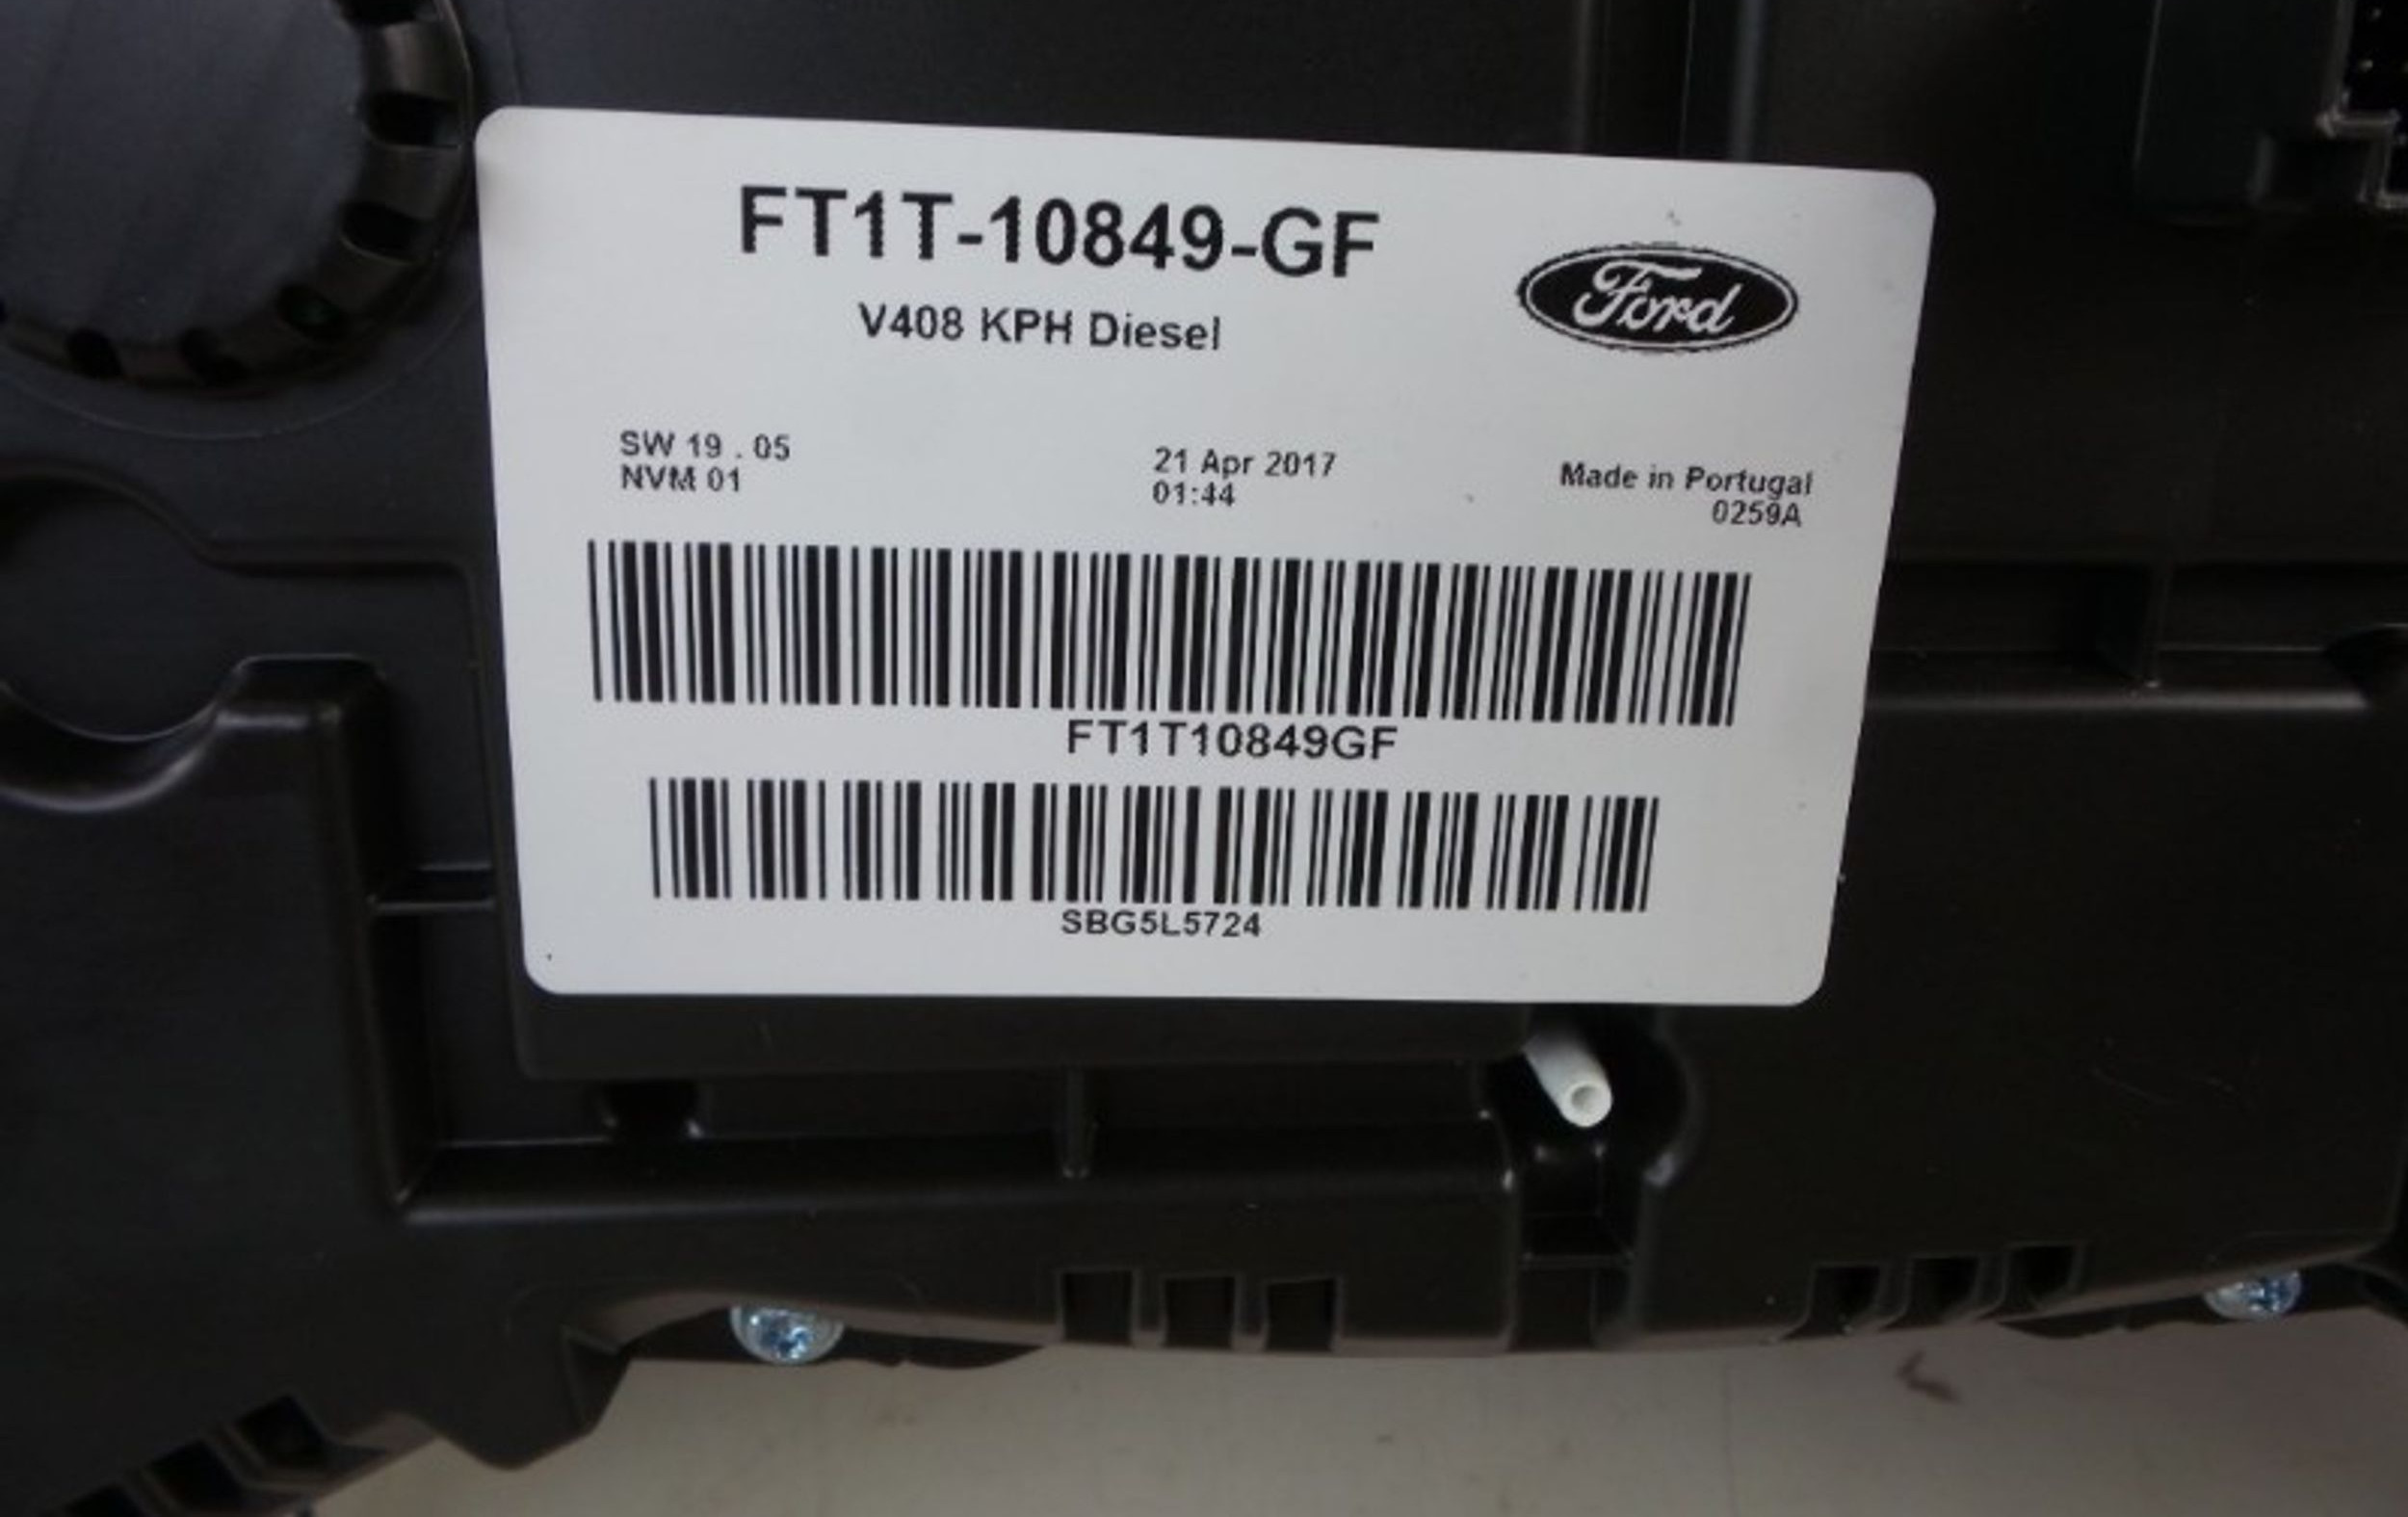 FT1T-10849-GF
V408 KPH Diesel
Ford
SW 19 . 05
NVM 01
21 Apr 2017
01:44
Made in Portugal
0259A
FT1T10849GF
SBG5L5724